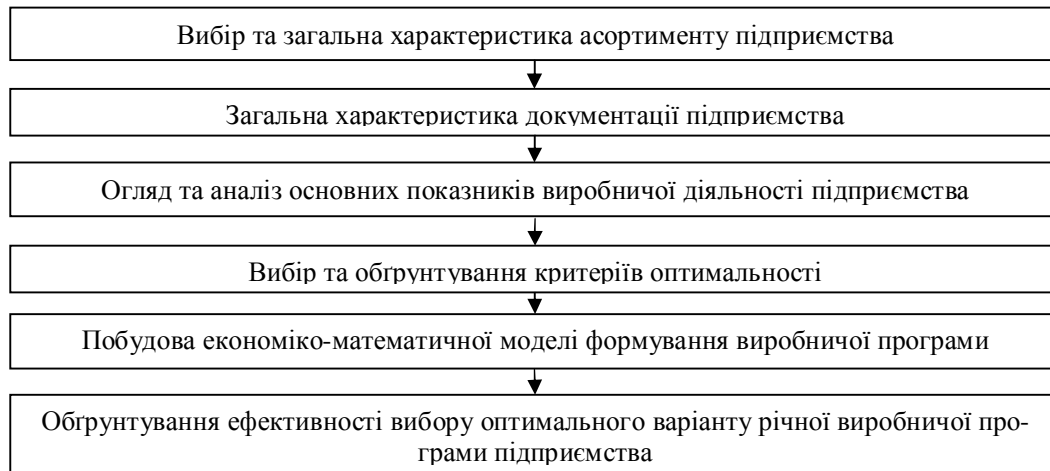 Вибір та загальна характеристика асортименту підприємства
Загальна характеристика документації підприємства
Огляд та аналіз основних показників виробничої діяльності підприємства
Вибір та обґрунтування критеріїв оптимальності
Побудова економіко-математичної моделі формування виробничої програми
Обґрунтування ефективності вибору оптимального варіанту річної виробничої про-
грами підприємства